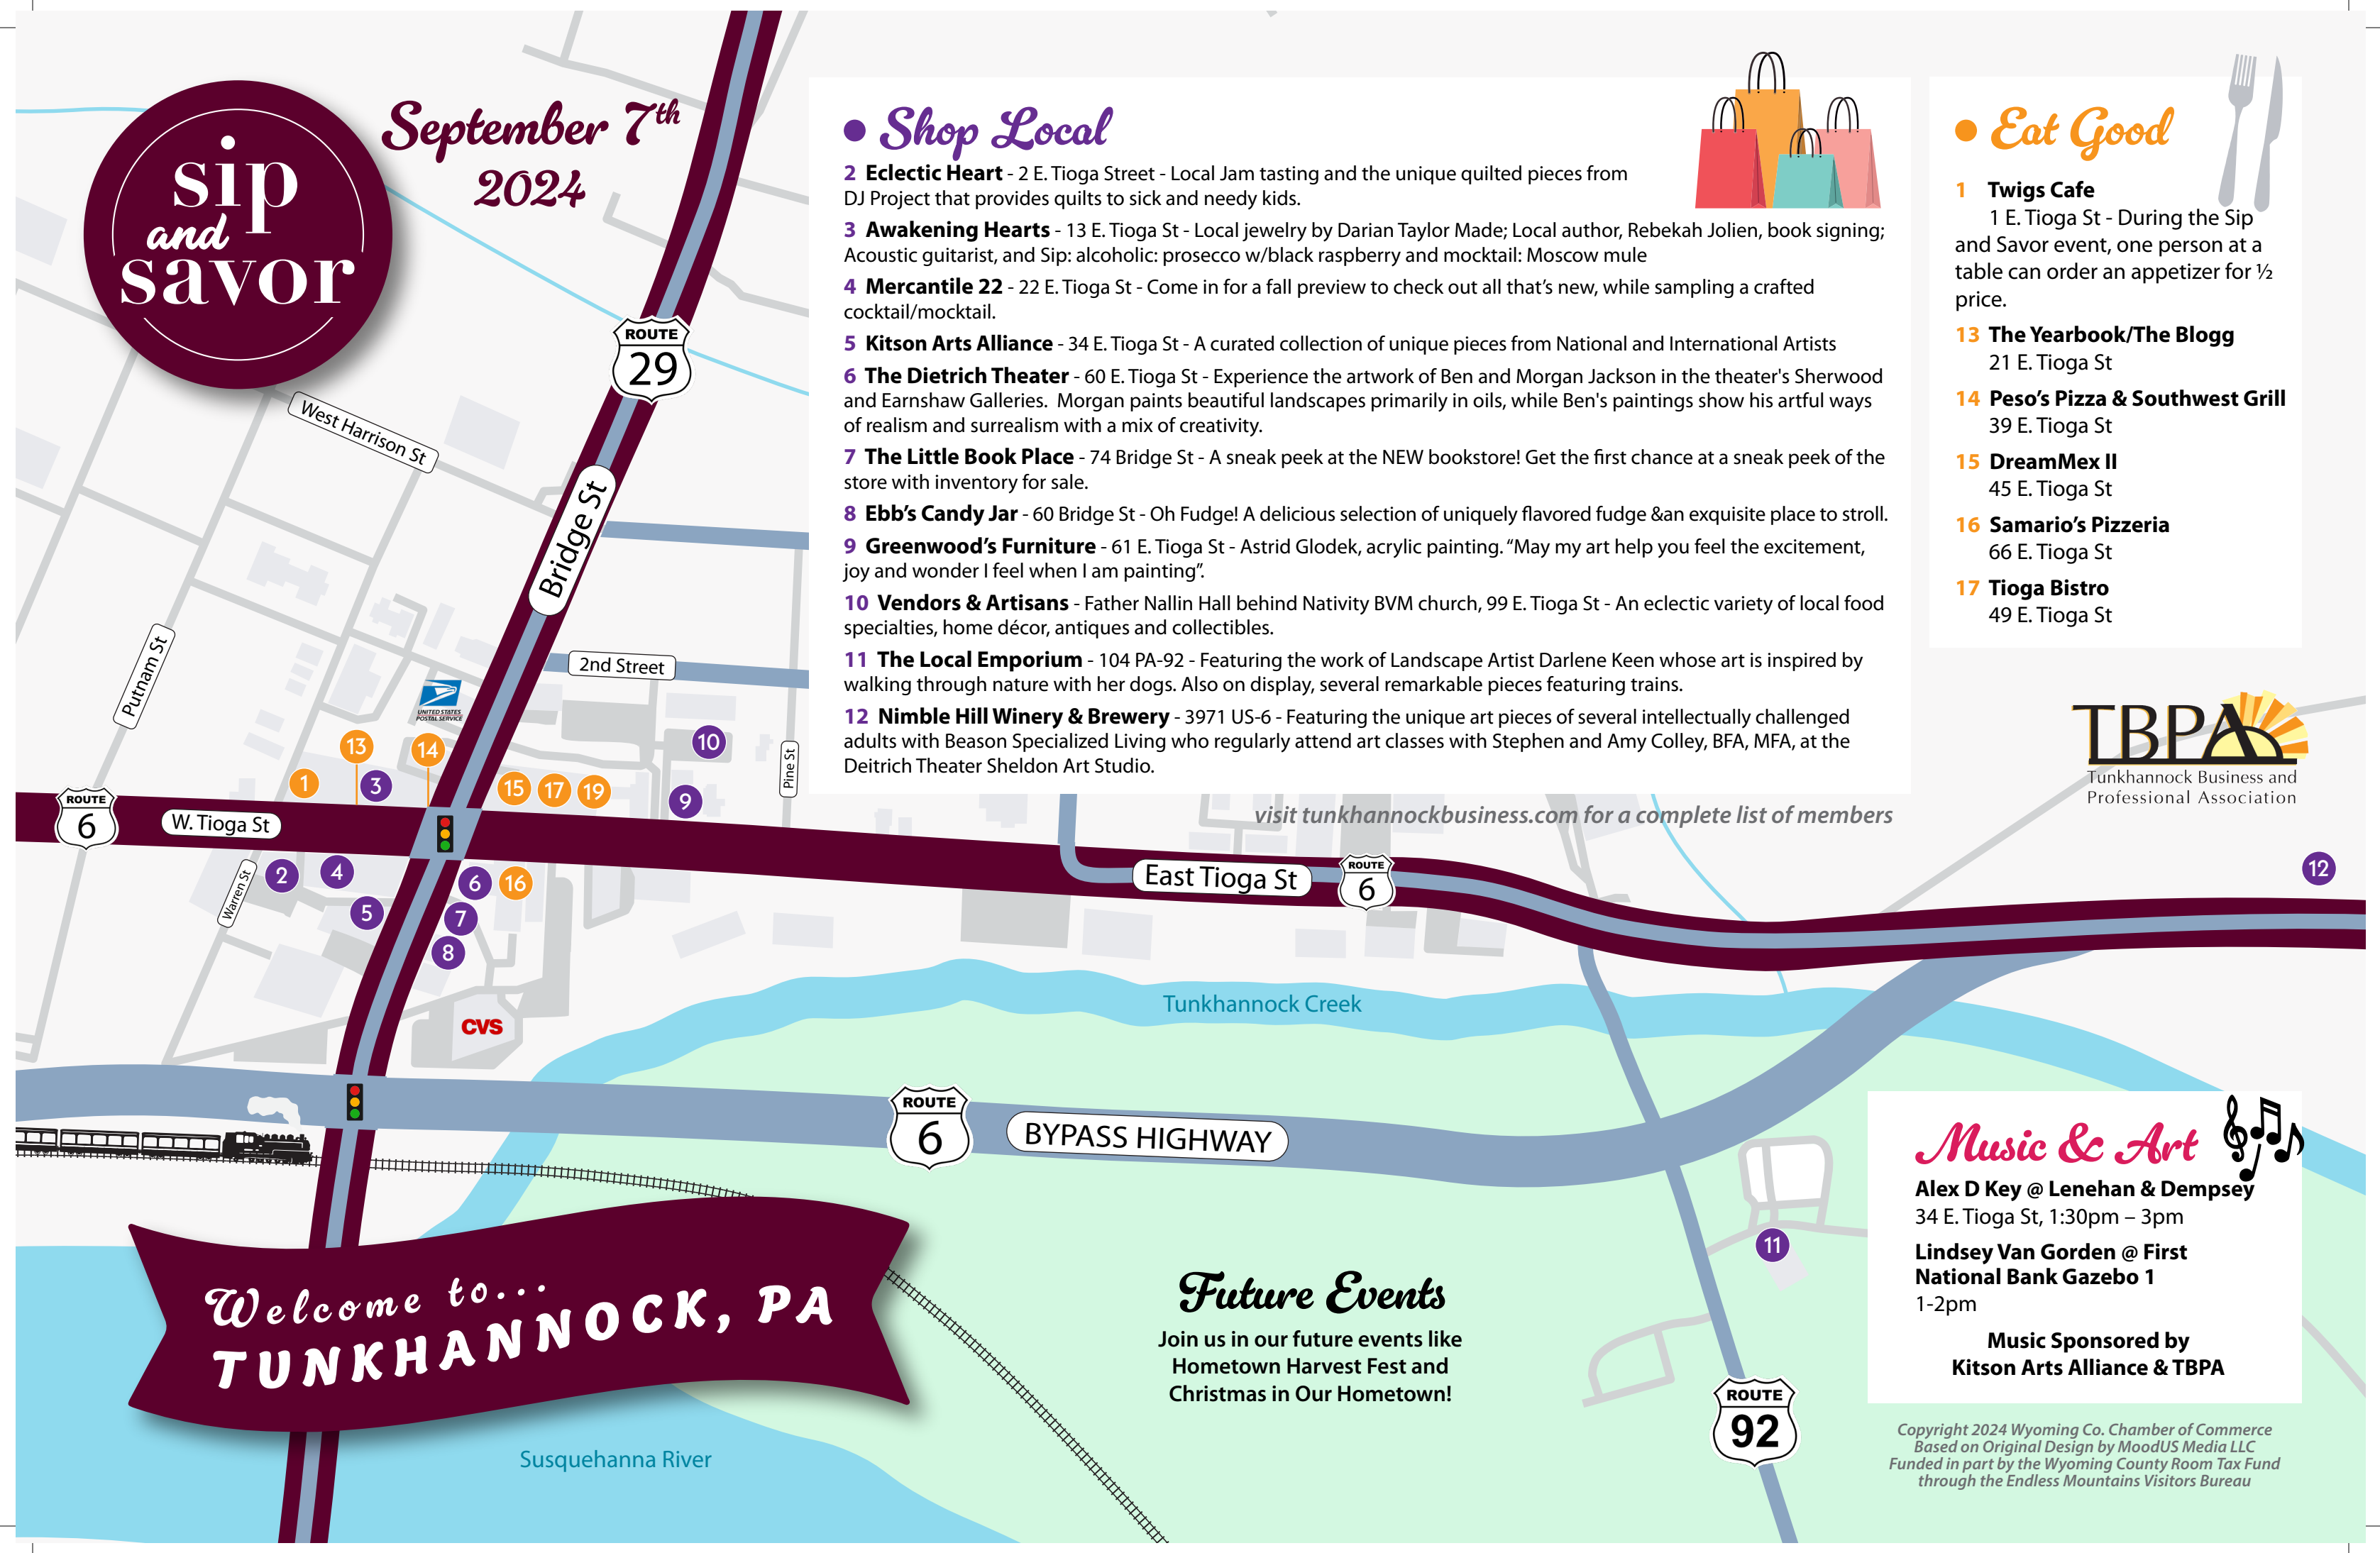 sip
and
savor
September 7th
2024
Shop Local
2 Eclectic Heart - 2 E. Tioga Street - Local Jam tasting and the unique quilted pieces from
DJ Project that provides quilts to sick and needy kids.
3 Awakening Hearts - 13 E. Tioga St - Local jewelry by Darian Taylor Made; Local author, Rebekah Jolien, book signing;
Acoustic guitarist, and Sip: alcoholic: prosecco w/black raspberry and mocktail: Moscow mule
4 Mercantile 22 - 22 E. Tioga St - Come in for a fall preview to check out all that’s new, while sampling a crafted
cocktail/mocktail.
5 Kitson Arts Alliance - 34 E. Tioga St - A curated collection of unique pieces from National and International Artists
6 The Dietrich Theater - 60 E. Tioga St - Experience the artwork of Ben and Morgan Jackson in the theater's Sherwood
and Earnshaw Galleries. Morgan paints beautiful landscapes primarily in oils, while Ben's paintings show his artful ways
of realism and surrealism with a mix of creativity.
7 The Little Book Place - 74 Bridge St - A sneak peek at the NEW bookstore! Get the first chance at a sneak peek of the
store with inventory for sale.
8 Ebb’s Candy Jar - 60 Bridge St - Oh Fudge! A delicious selection of uniquely flavored fudge &an exquisite place to stroll.
9 Greenwood’s Furniture - 61 E. Tioga St - Astrid Glodek, acrylic painting. “May my art help you feel the excitement,
joy and wonder I feel when I am painting”.
10 Vendors & Artisans - Father Nallin Hall behind Nativity BVM church, 99 E. Tioga St - An eclectic variety of local food
specialties, home décor, antiques and collectibles.
11 The Local Emporium - 104 PA-92 - Featuring the work of Landscape Artist Darlene Keen whose art is inspired by
walking through nature with her dogs. Also on display, several remarkable pieces featuring trains.
12 Nimble Hill Winery & Brewery - 3971 US-6 - Featuring the unique art pieces of several intellectually challenged
adults with Beason Specialized Living who regularly attend art classes with Stephen and Amy Colley, BFA, MFA, at the
Deitrich Theater Sheldon Art Studio.
visit tunkhannockbusiness.com for a complete list of members
Eat Good
1 Twigs Cafe
1 E. Tioga St - During the Sip
and Savor event, one person at a
table can order an appetizer for ½
price.
13 The Yearbook/The Blogg
21 E. Tioga St
14 Peso’s Pizza & Southwest Grill
39 E. Tioga St
15 DreamMex II
45 E. Tioga St
16 Samario’s Pizzeria
66 E. Tioga St
17 Tioga Bistro
49 E. Tioga St
TBPA
Tunkhannock Business and
Professional Association
ROUTE
29
West Harrison St
Bridge St
Putnam St
2nd Street
UNITED STATES
POSTAL SERVICE
Pine St
10
13
14
1
3
15
17
19
9
ROUTE
6
W. Tioga St
Warren St
2
4
5
6
16
7
8
East Tioga St
ROUTE
6
12
CVS
Tunkhannock Creek
ROUTE
6
BYPASS HIGHWAY
11
ROUTE
92
Welcome to...
TUNKHANNOCK, PA
Susquehanna River
Future Events
Join us in our future events like
Hometown Harvest Fest and
Christmas in Our Hometown!
Music & Art
Alex D Key @ Lenehan & Dempsey
34 E. Tioga St, 1:30pm – 3pm
Lindsey Van Gorden @ First
National Bank Gazebo 1
1-2pm
Music Sponsored by
Kitson Arts Alliance & TBPA
Copyright 2024 Wyoming Co. Chamber of Commerce
Based on Original Design by MoodUS Media LLC
Funded in part by the Wyoming County Room Tax Fund
through the Endless Mountains Visitors Bureau